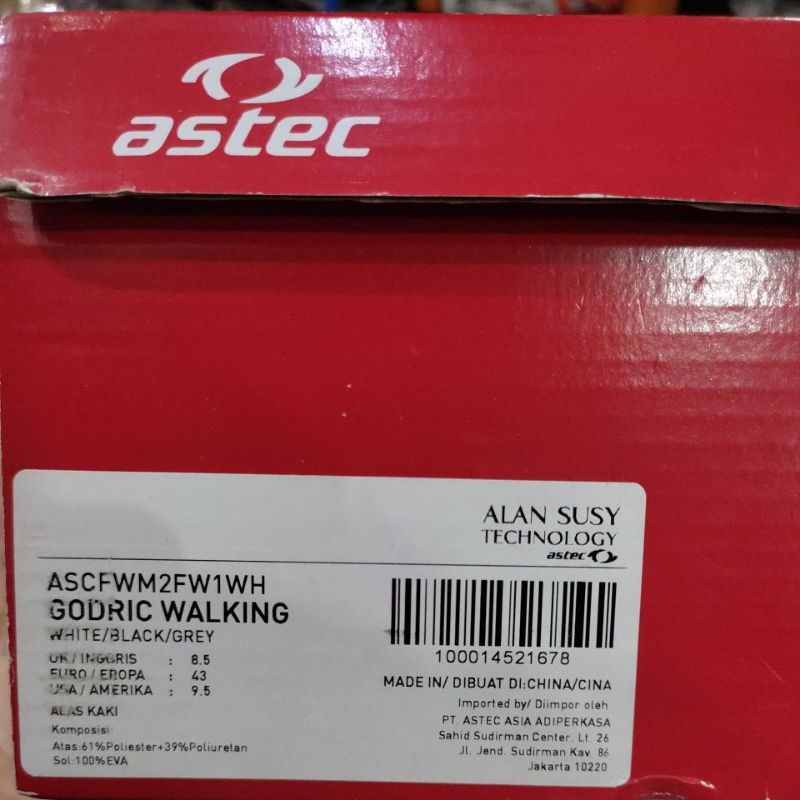 astec
ALAN SUSY
TECHNOLOGY
astec
ASCFWM2FW1WH
GODRIC WALKING
WHITE/BLACK/GREY
UK / INGGRIS : 8.5
EURO / EROPA : 43
USA / AMERIKA : 9.5
ALAS KAKI
Komposisi:
Atas:61%Poliester+39%Poliuretan
Sol:100%EVA
100014521678
MADE IN/ DIBUAT DI:CHINA/CINA
Imported by/ Diimpor oleh
PT. ASTEC ASIA ADIPERKASA
Sahid Sudirman Center. Lt. 26
Jl. Jend. Sudirman Kav. 86
Jakarta 10220